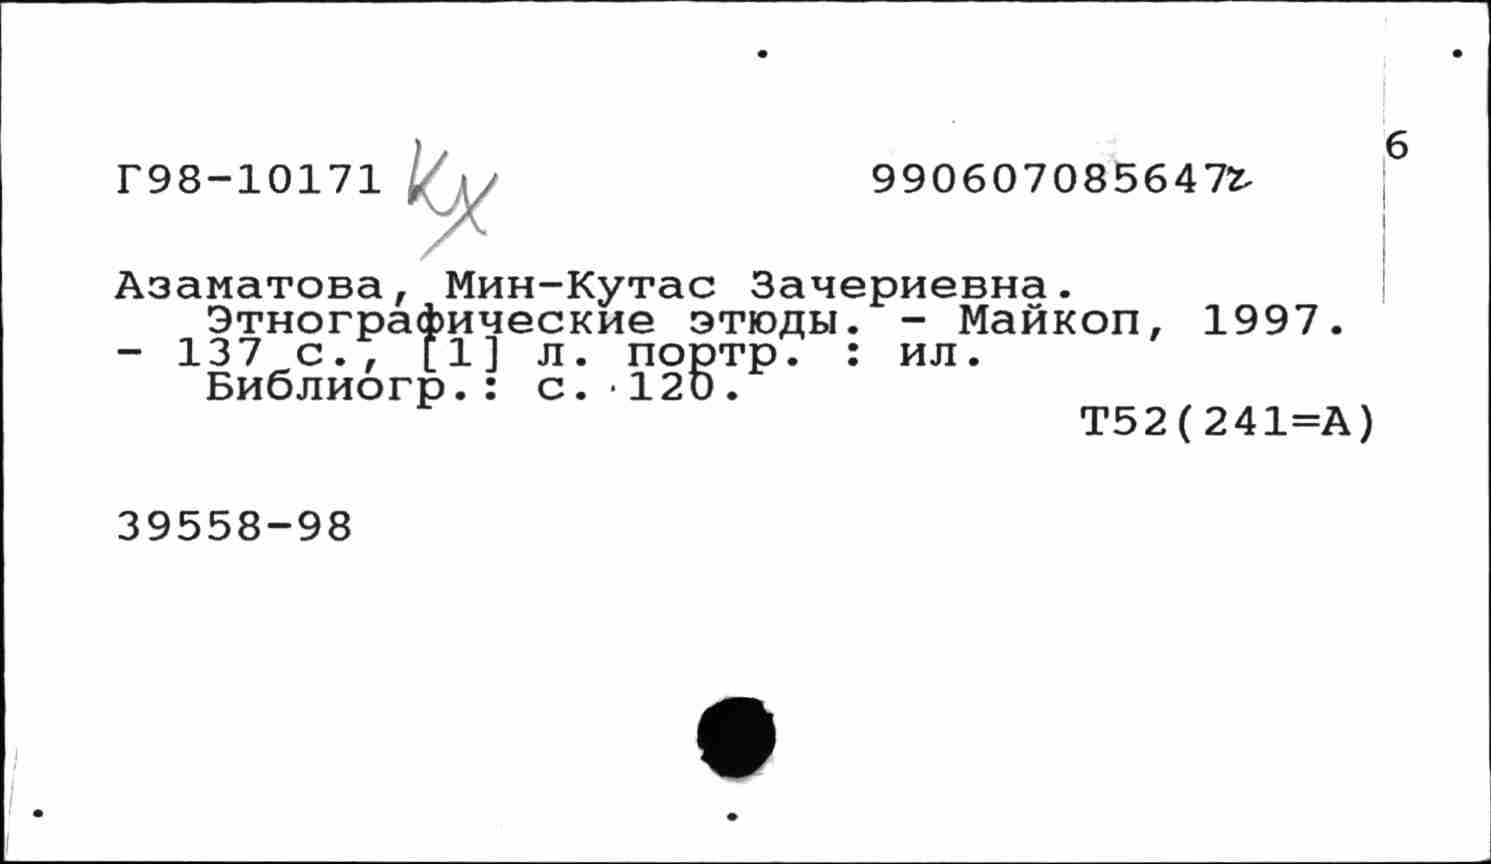 6
Г98-10171 Кх 990607085647г
Азаматова, Мин-Кутас Зачериевна.
Этнографические этюды. - Майкоп, 1997.
- 137 с., [1] л. портр. : ил.
Библиогр.: с. 120.
Т52(241=А)
39558-98